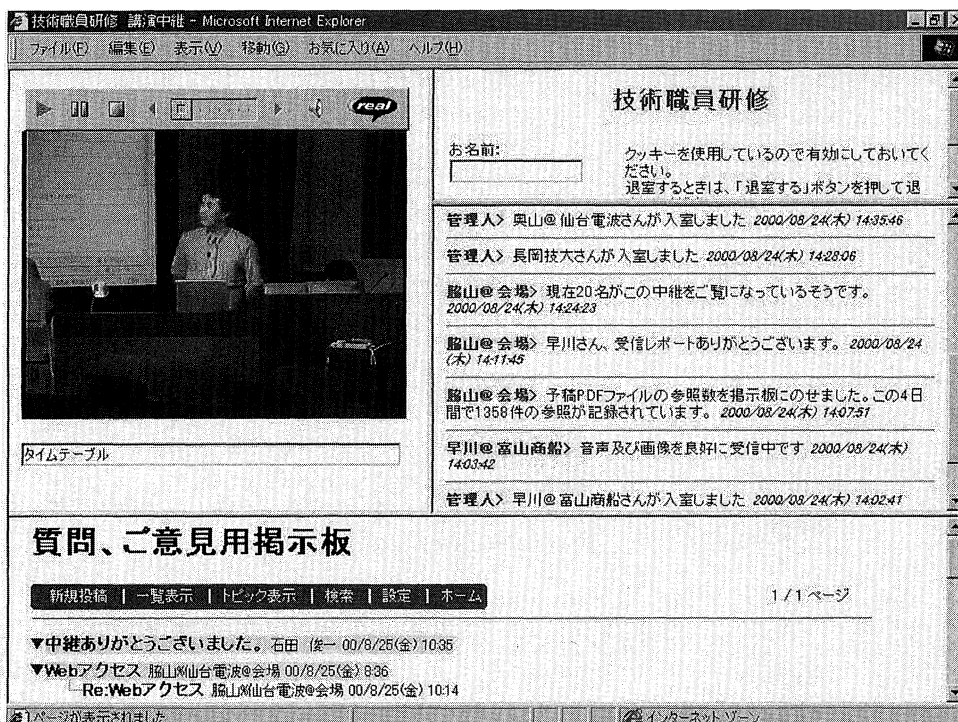 技術職員研修 講演中継 - Microsoft Internet Explorer
ファイル(F) 編集(E) 表示(V) 移動(G) お気に入り(A) ヘルプ(H)
real
タイムテーブル
技術職員研修
お名前:
クッキーを使用しているので有効にしておいてく
ださい。
退室するときは、「退室する」ボタンを押して退
管理人> 奥山@仙台電波さんが入室しました 2000/08/24(木) 14:35:46
管理人> 長岡技大さんが入室しました 2000/08/24(木) 14:28:06
脇山@会場> 現在20名がこの中継をご覧になっているそうです。
2000/08/24(木) 14:24:23
脇山@会場> 早川さん、受信レポートありがとうございます。 2000/08/24
(木) 14:11:45
脇山@会場> 予稿PDFファイルの参照数を掲示板にのせました。この4日
間で1358件の参照が記録されています。 2000/08/24(木) 14:07:51
早川@富山商船> 音声及び画像を良好に受信中です 2000/08/24(木)
14:03:42
管理人> 早川@富山商船さんが入室しました 2000/08/24(木) 14:02:41
質問、ご意見用掲示板
新規投稿 | 一覧表示 | トピック表示 | 検索 | 設定 | ホーム
1 / 1 ページ
▼中継ありがとうございました。 石田 俊一 00/8/25(金) 10:35
▼Webアクセス 脇山%仙台電波@会場 00/8/25(金) 8:36
Re:Webアクセス 脇山%仙台電波@会場 00/8/25(金) 10:14
ページが表示されました
インターネット ゾーン